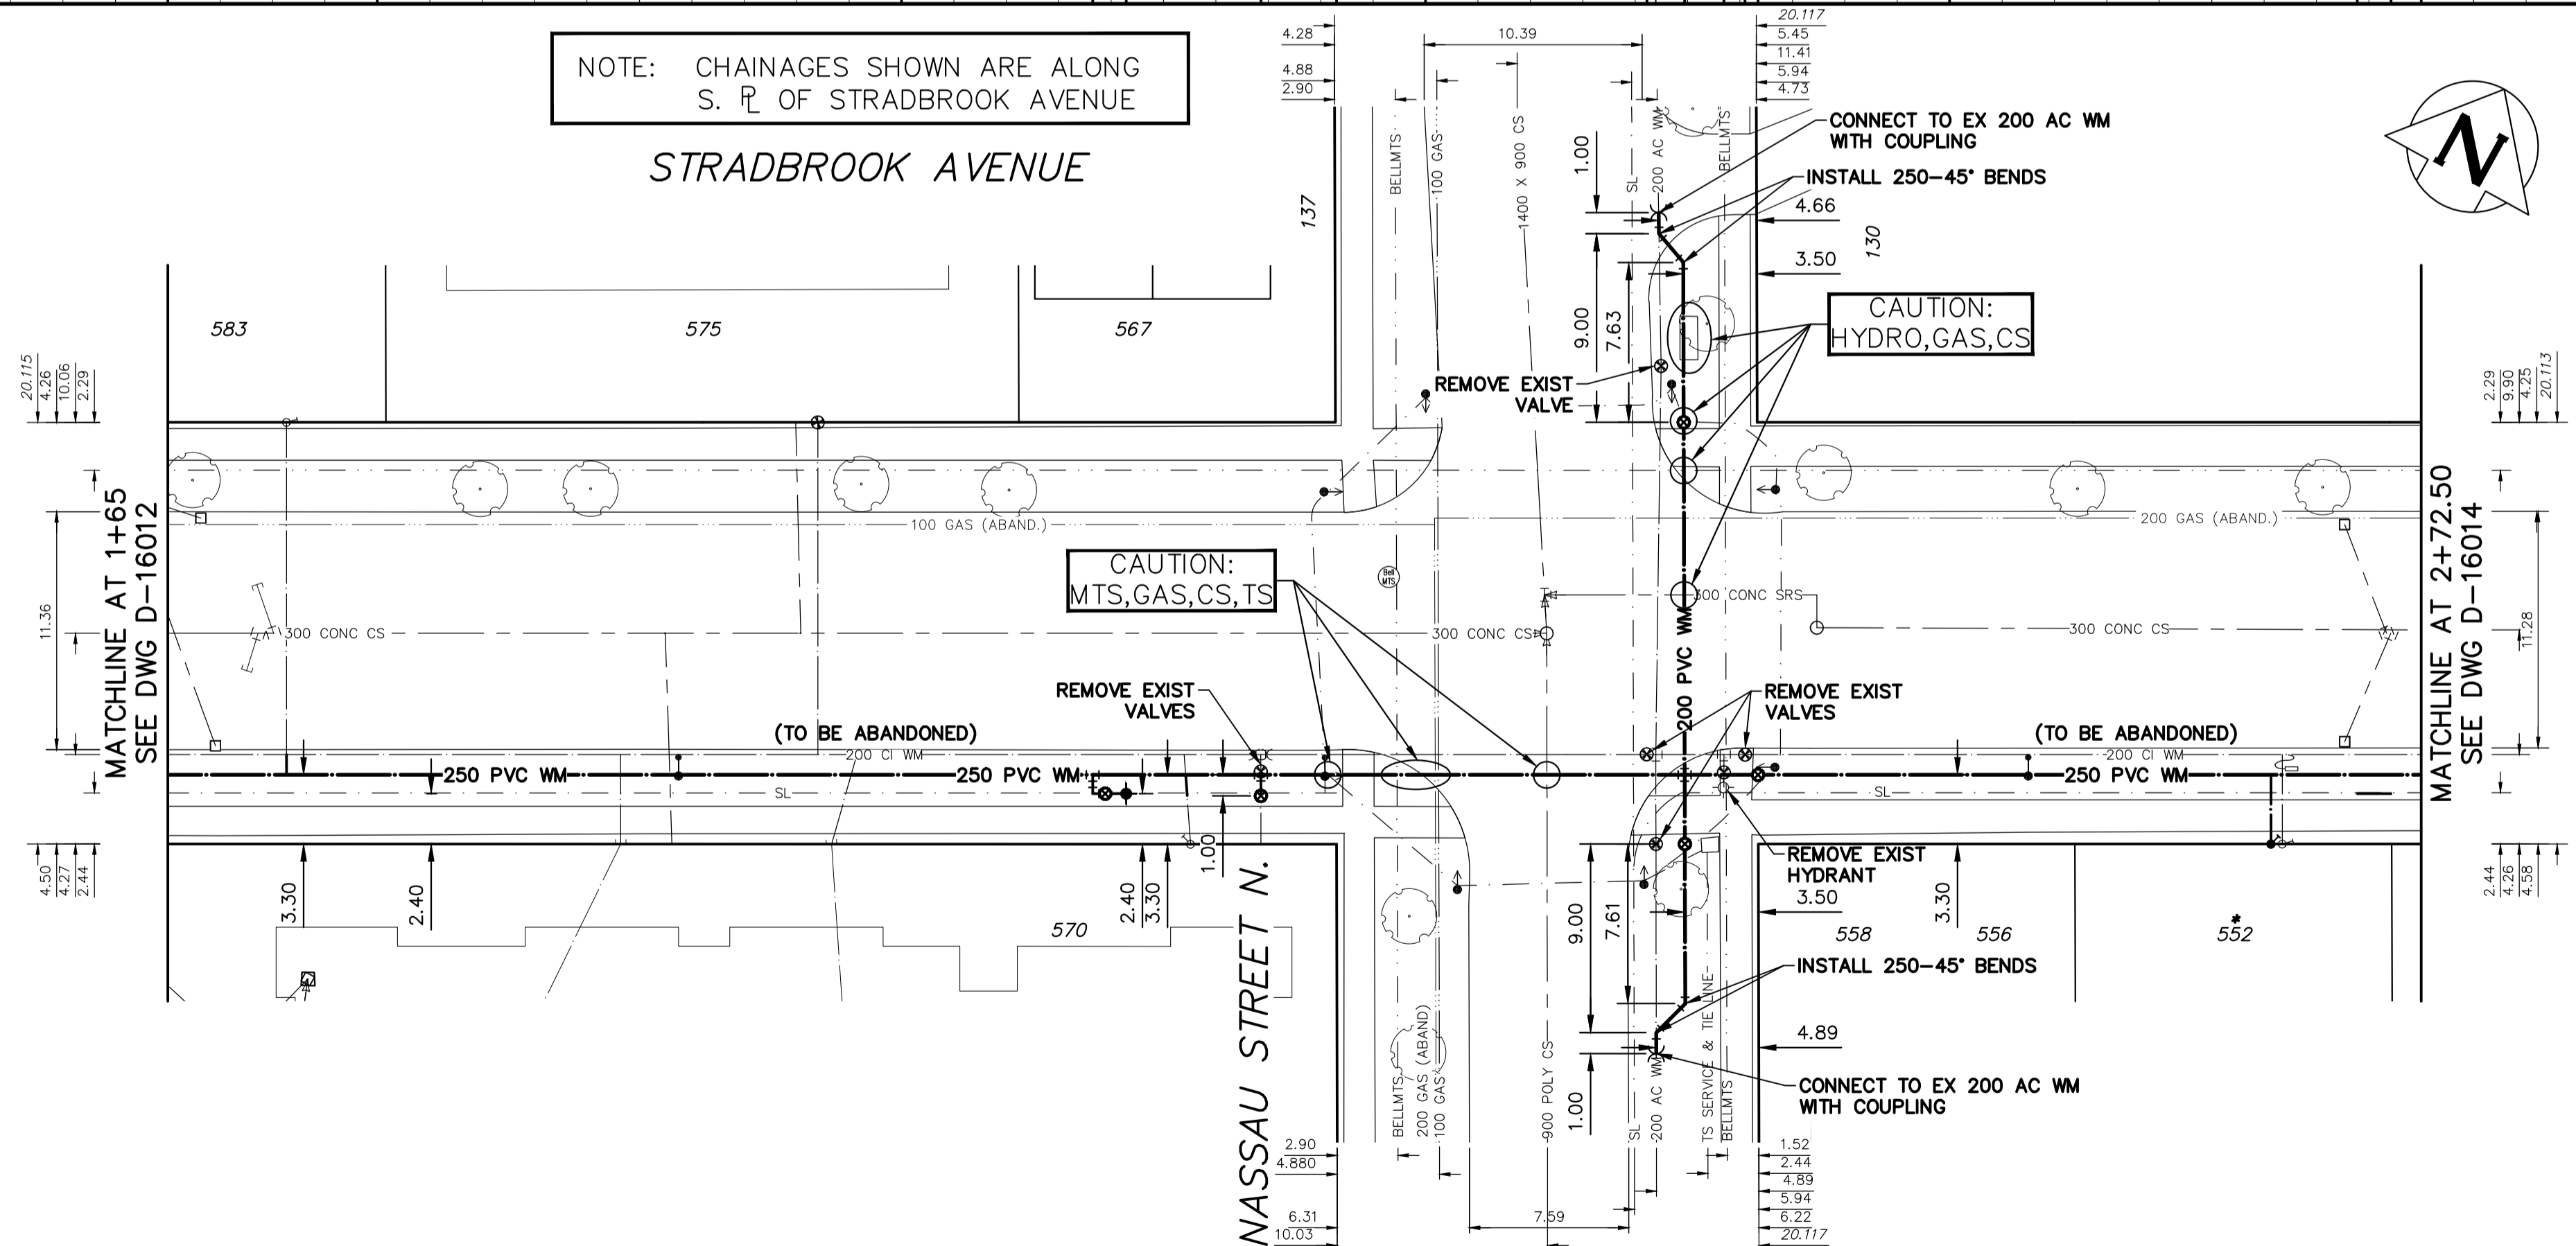 NOTE: CHAINAGES SHOWN ARE ALONG
S. ℄ OF STRADBROOK AVENUE
STRADBROOK AVENUE
4.28
4.88
2.90
10.39
20.117
5.45
11.41
5.94
4.73
BELLMTS
100 GAS
1400 X 900 CS
SL
200 AC WM
BELLMTS
1.00
CONNECT TO EX 200 AC WM
WITH COUPLING
INSTALL 250-45° BENDS
4.66
3.50
130
137
N
583
575
567
9.00
7.63
CAUTION:
HYDRO,GAS,CS
REMOVE EXIST
VALVE
20.115
4.26
10.06
2.29
2.29
9.90
4.25
20.113
MATCHLINE AT 1+65
SEE DWG D-16012
11.36
100 GAS (ABAND.)
200 GAS (ABAND.)
CAUTION:
MTS,GAS,CS,TS
Bell
MTS
300 CONC SRS
300 CONC CS
300 CONC CS
300 CONC CS
11.28
MATCHLINE AT 2+72.50
SEE DWG D-16014
200 PVC WM
REMOVE EXIST
VALVES
REMOVE EXIST
VALVES
(TO BE ABANDONED)
200 CI WM
(TO BE ABANDONED)
200 CI WM
250 PVC WM
250 PVC WM
250 PVC WM
SL
SL
4.50
4.27
2.44
3.30
2.40
2.40
3.30
1.00
REMOVE EXIST
HYDRANT
3.50
3.30
2.44
4.26
4.58
570
558
556
*
552
NASSAU STREET N.
9.00
7.61
INSTALL 250-45° BENDS
4.89
1.00
CONNECT TO EX 200 AC WM
WITH COUPLING
BELLMTS
200 GAS (ABAND)
100 GAS
900 POLY CS
SL
200 AC WM
TS SERVICE & TIE LINE
BELLMTS
2.90
4.880
6.31
10.03
7.59
1.52
2.44
4.89
5.94
6.22
20.117